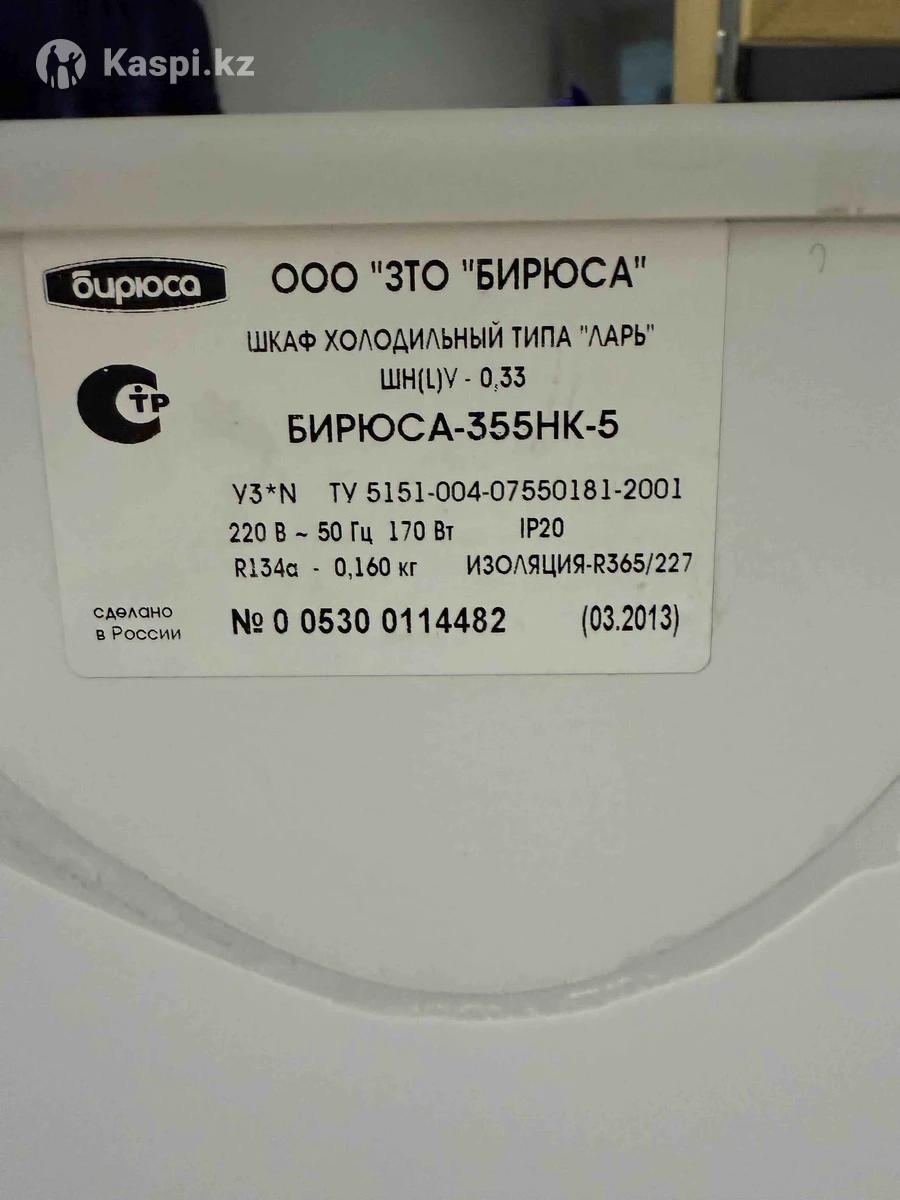 Kaspi.kz
бирюса
ООО "ЗТО "БИРЮСА"
ШКАФ ХОЛОДИЛЬНЫЙ ТИПА "ЛАРЬ"
ШН(L)V - 0,33
СТР
БИРЮСА-355НК-5
У3*N ТУ 5151-004-07550181-2001
220 В ~ 50 Гц 170 Вт IP20
R134a - 0,160 кг ИЗОЛЯЦИЯ-R365/227
сделано
в России
№ 0 0530 0114482 (03.2013)